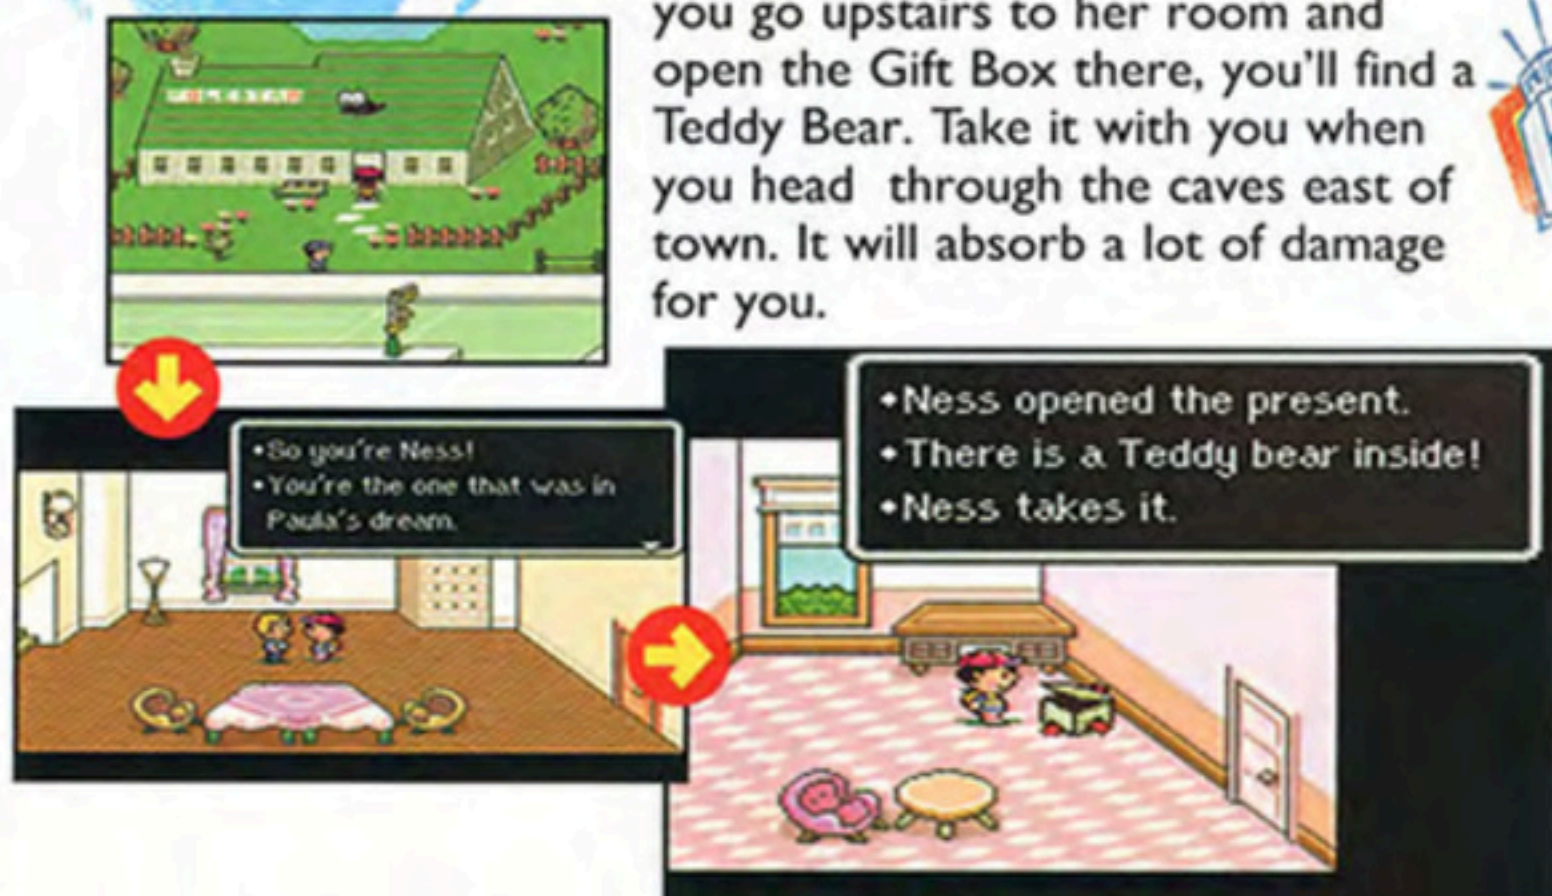 you go upstairs to her room and
open the Gift Box there, you'll find a
Teddy Bear. Take it with you when
you head through the caves east of
town. It will absorb a lot of damage
for you.
•So you're Ness!
•You're the one that was in
Paula's dream.
•Ness opened the present.
•There is a Teddy bear inside!
•Ness takes it.